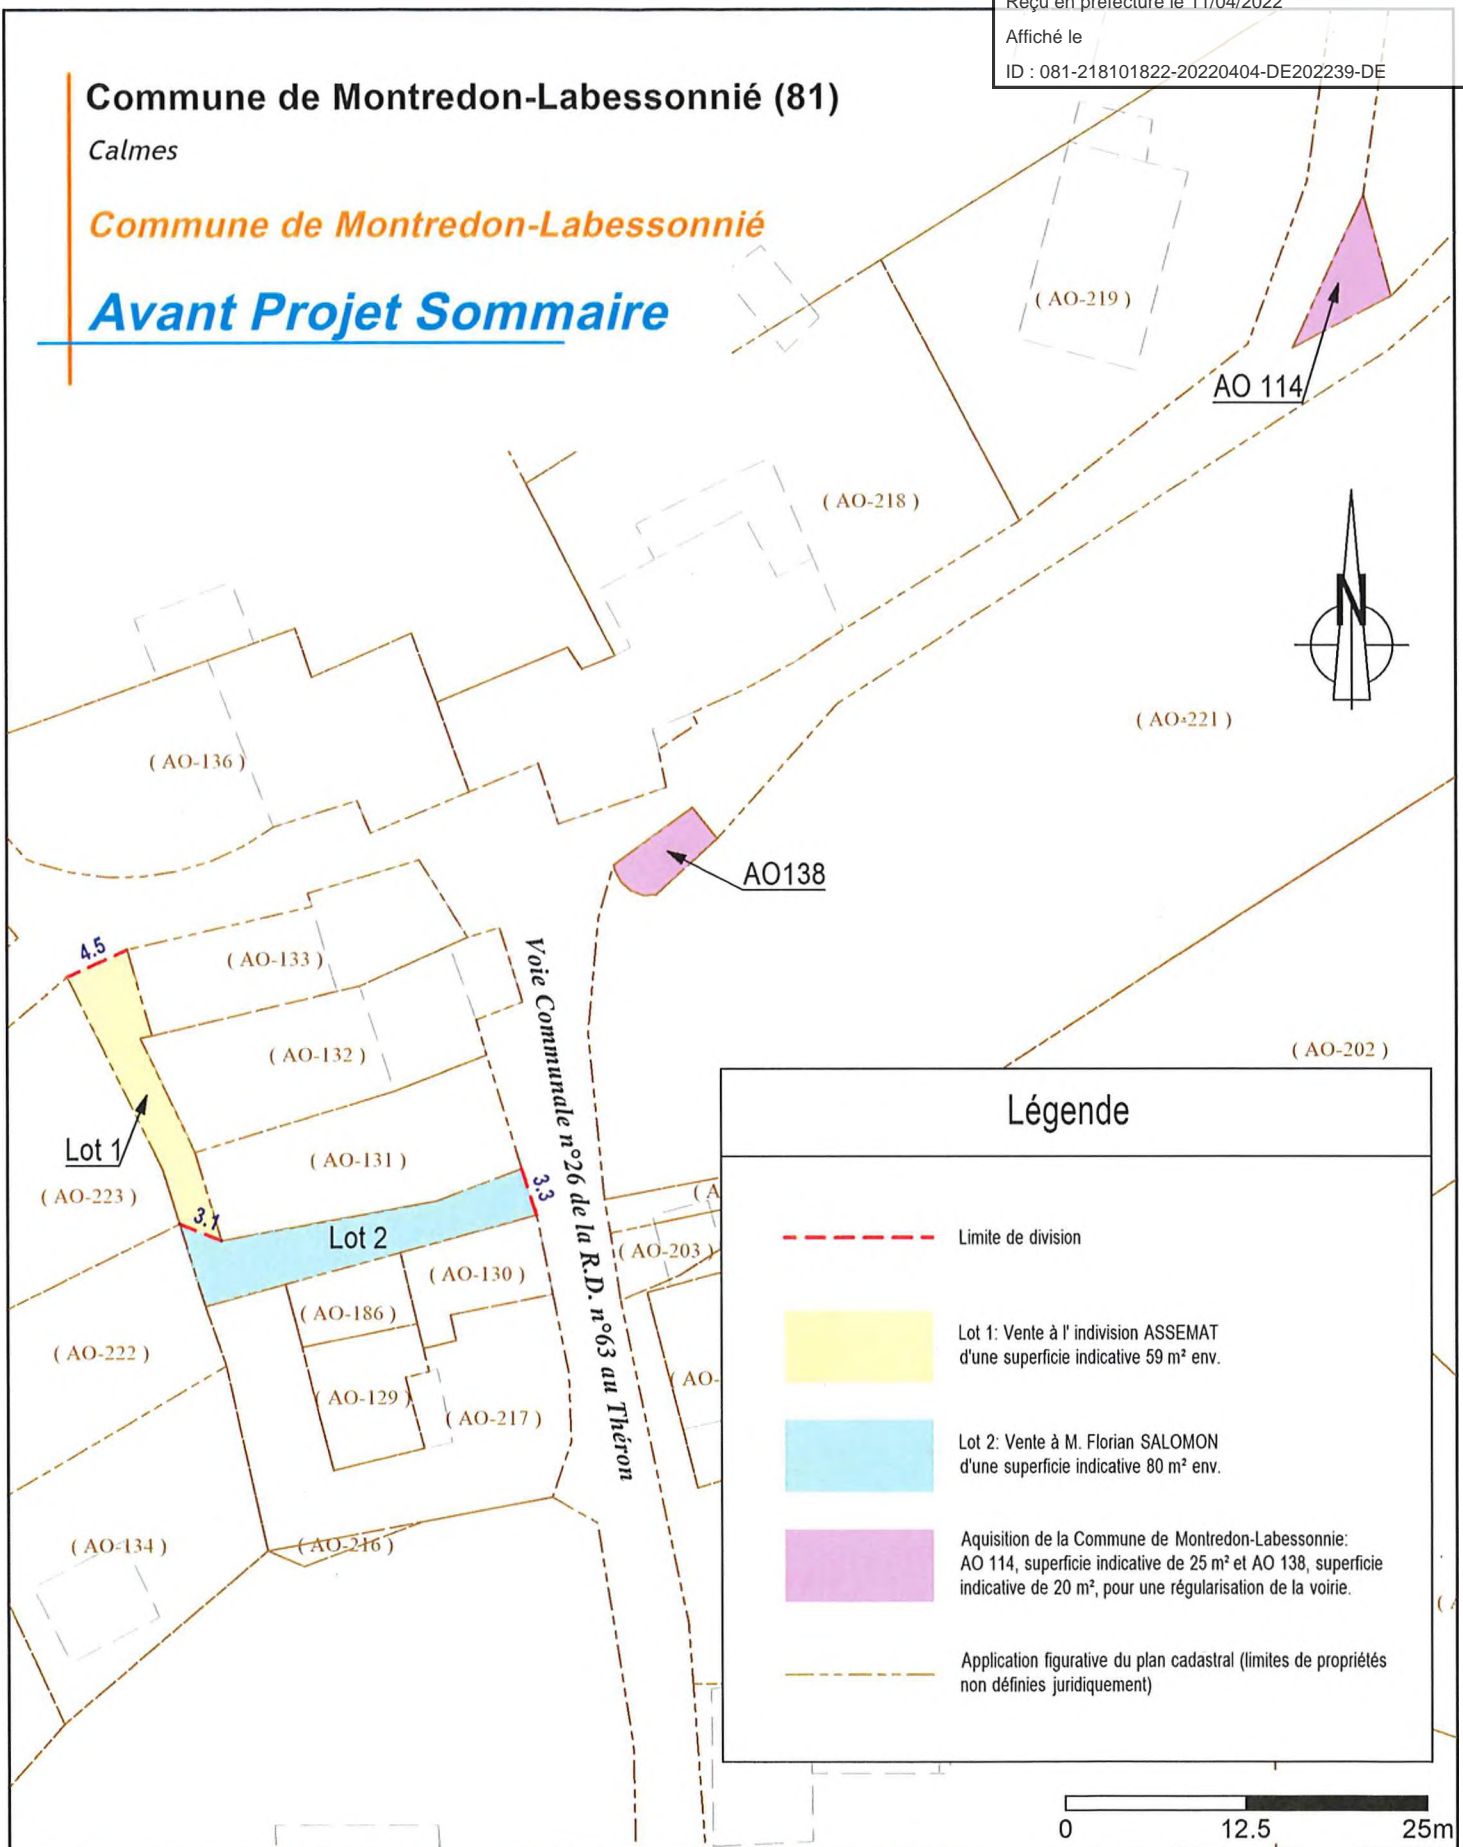 Reçu en préfecture le 11/04/2022
Affiché le
ID : 081-218101822-20220404-DE202239-DE
Commune de Montredon-Labessonnié (81)
Calmes
Commune de Montredon-Labessonnié
Avant Projet Sommaire
( AO-219 )
AO 114
( AO-218 )
N
( AO-221 )
( AO-136 )
AO138
4.5
( AO-133 )
Voie Communale n°26 de la R.D. n°63 au Théron
( AO-132 )
( AO-202 )
Lot 1
( AO-131 )
( AO-223 )
3.3
3.1
Lot 2
( A
( AO-203 )
( AO-130 )
( AO-186 )
( AO-222 )
( AO-129 )
( AO-
( AO-217 )
( AO-134 )
( AO-216 )
Légende
Limite de division
Lot 1: Vente à l' indivision ASSEMAT
d'une superficie indicative 59 m² env.
Lot 2: Vente à M. Florian SALOMON
d'une superficie indicative 80 m² env.
Aquisition de la Commune de Montredon-Labessonnie:
AO 114, superficie indicative de 25 m² et AO 138, superficie
indicative de 20 m², pour une régularisation de la voirie.
Application figurative du plan cadastral (limites de propriétés
non définies juridiquement)
0 12.5 25m